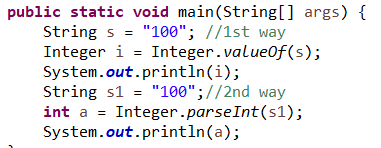 public static void main(String[] args) {
String s = "100"; //1st way
Integer i = Integer.valueOf(s);
System.out.println(i);
String s1 = "100";//2nd way
int a = Integer.parseInt(s1);
System.out.println(a);